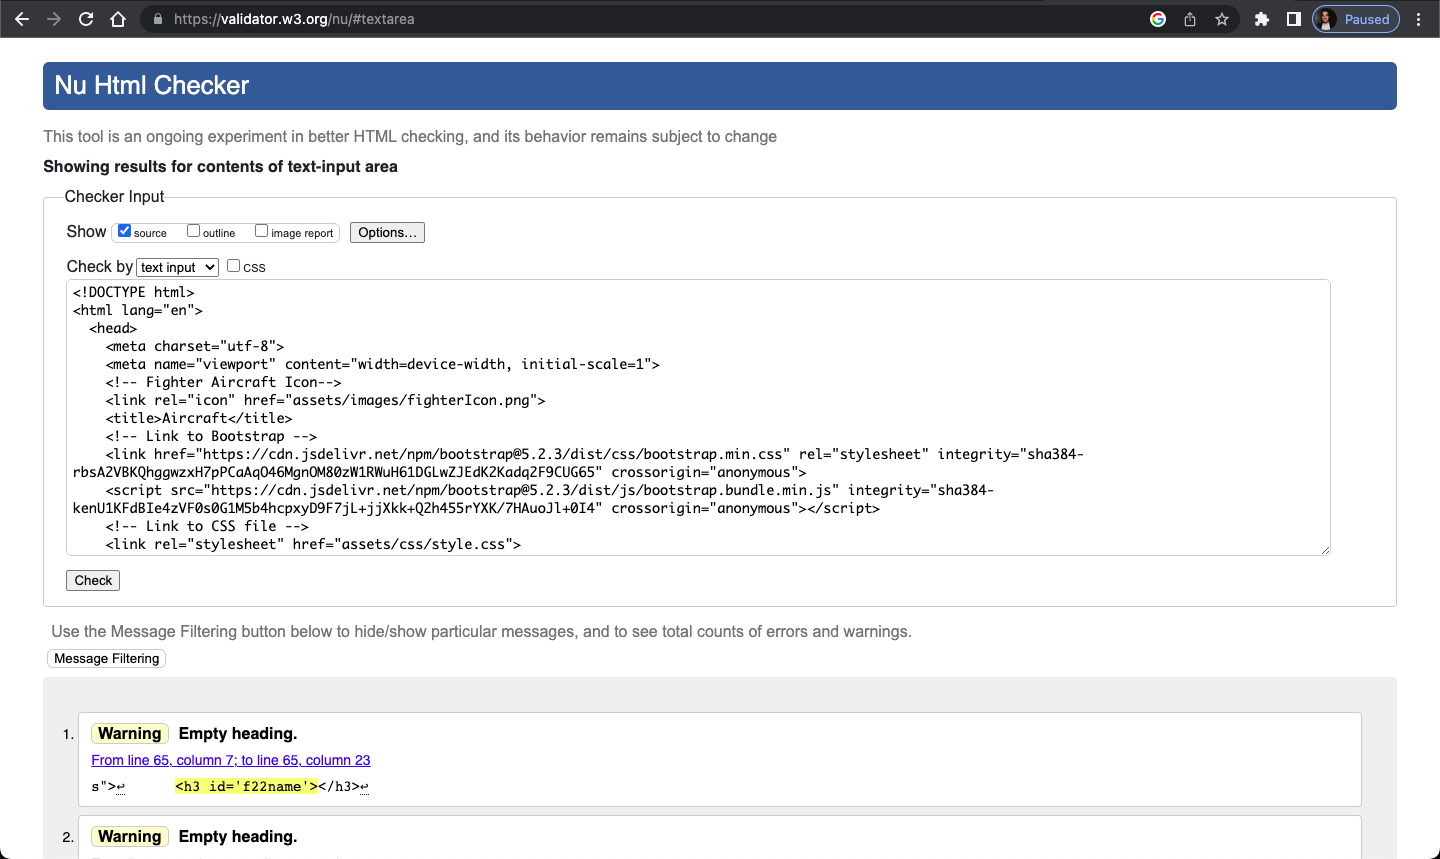 https://validator.w3.org/nu/#textarea
Paused
Nu Html Checker
This tool is an ongoing experiment in better HTML checking, and its behavior remains subject to change
Showing results for contents of text-input area
Checker Input
Show source outline image report Options...
Check by text input CSS
<!DOCTYPE html>
<html lang="en">
<head>
<meta charset="utf-8">
<meta name="viewport" content="width=device-width, initial-scale=1">
<!-- Fighter Aircraft Icon-->
<link rel="icon" href="assets/images/fighterIcon.png">
<title>Aircraft</title>
<!-- Link to Bootstrap -->
<link href="https://cdn.jsdelivr.net/npm/bootstrap@5.2.3/dist/css/bootstrap.min.css" rel="stylesheet" integrity="sha384-
rbsA2VBKQhggwzxH7pPCaAqO46MgnOM80zW1RWuH61DGLwZJEdK2Kadq2F9CUG65" crossorigin="anonymous">
<script src="https://cdn.jsdelivr.net/npm/bootstrap@5.2.3/dist/js/bootstrap.bundle.min.js" integrity="sha384-
kenU1KFdBIe4zVF0s0G1M5b4hcpxyD9F7jL+jjXkk+Q2h455rYXK/7HAuoJl+0I4" crossorigin="anonymous"></script>
<!-- Link to CSS file -->
<link rel="stylesheet" href="assets/css/style.css">
Check
Use the Message Filtering button below to hide/show particular messages, and to see total counts of errors and warnings.
Message Filtering
1. Warning Empty heading.
From line 65, column 7; to line 65, column 23
s">↩ <h3 id='f22name'></h3>↩
2. Warning Empty heading.